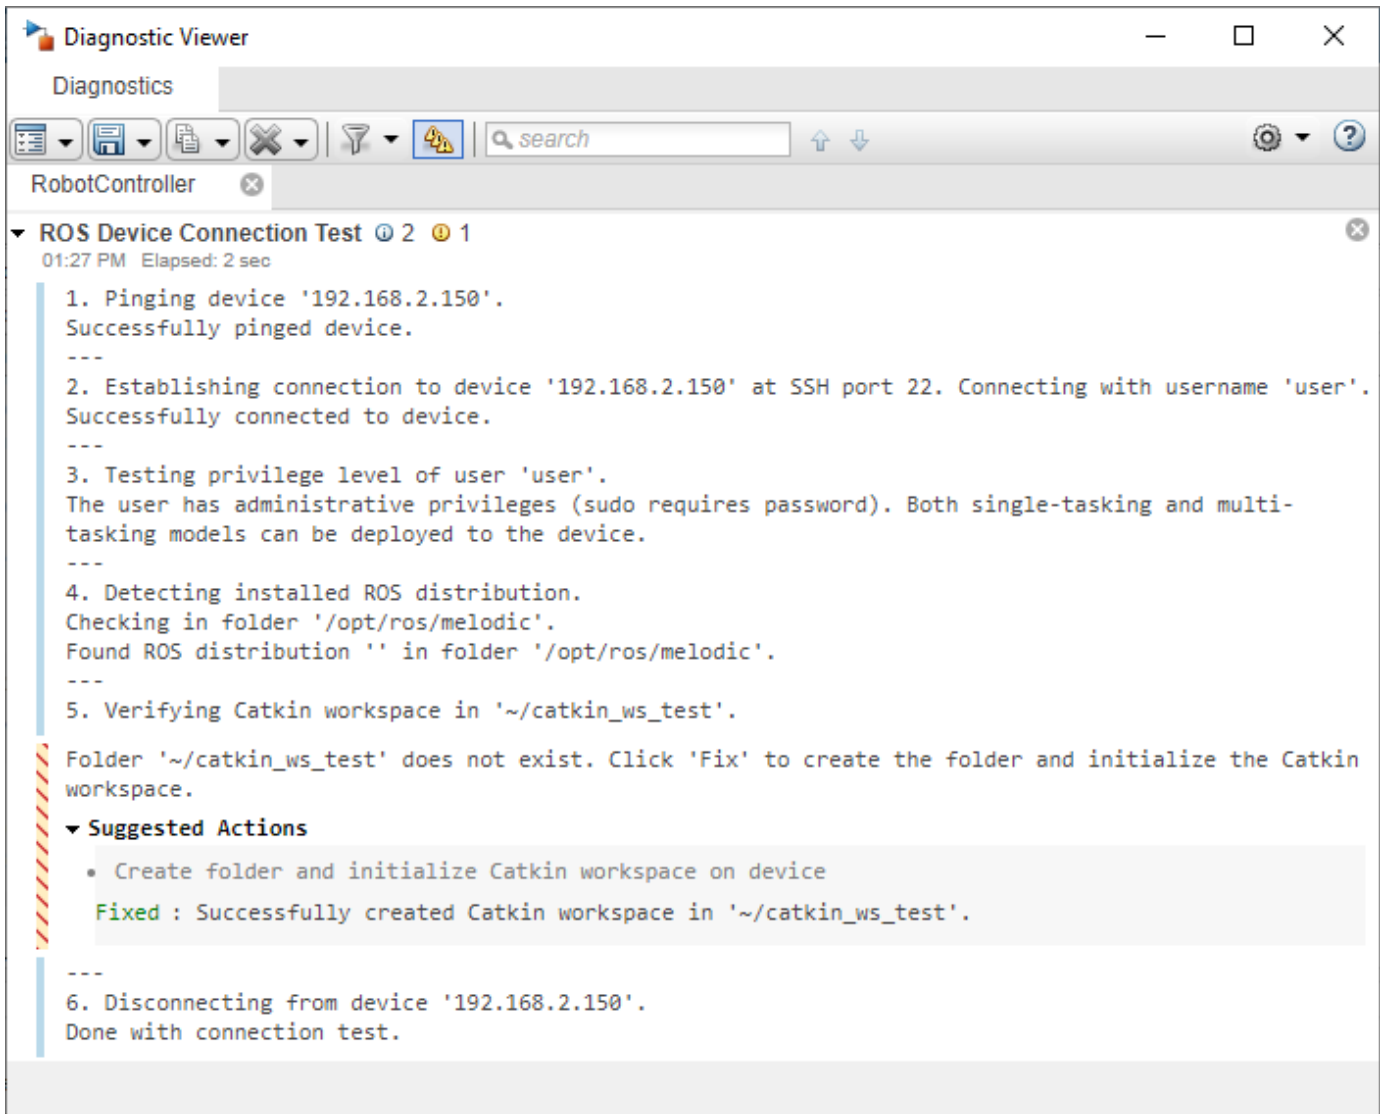 Diagnostic Viewer
Diagnostics
search
RobotController
ROS Device Connection Test 2 1
01:27 PM Elapsed: 2 sec
1. Pinging device '192.168.2.150'.
Successfully pinged device.
---
2. Establishing connection to device '192.168.2.150' at SSH port 22. Connecting with username 'user'.
Successfully connected to device.
---
3. Testing privilege level of user 'user'.
The user has administrative privileges (sudo requires password). Both single-tasking and multi-
tasking models can be deployed to the device.
---
4. Detecting installed ROS distribution.
Checking in folder '/opt/ros/melodic'.
Found ROS distribution '' in folder '/opt/ros/melodic'.
---
5. Verifying Catkin workspace in '~/catkin_ws_test'.
Folder '~/catkin_ws_test' does not exist. Click 'Fix' to create the folder and initialize the Catkin
workspace.
Suggested Actions
• Create folder and initialize Catkin workspace on device
Fixed : Successfully created Catkin workspace in '~/catkin_ws_test'.
---
6. Disconnecting from device '192.168.2.150'.
Done with connection test.